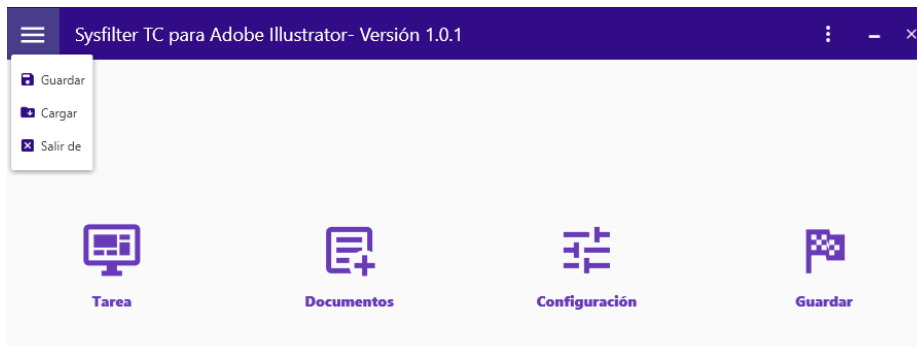 Sysfilter TC para Adobe Illustrator- Versión 1.0.1
Guardar
Cargar
Salir de
Tarea
Documentos
Configuración
Guardar